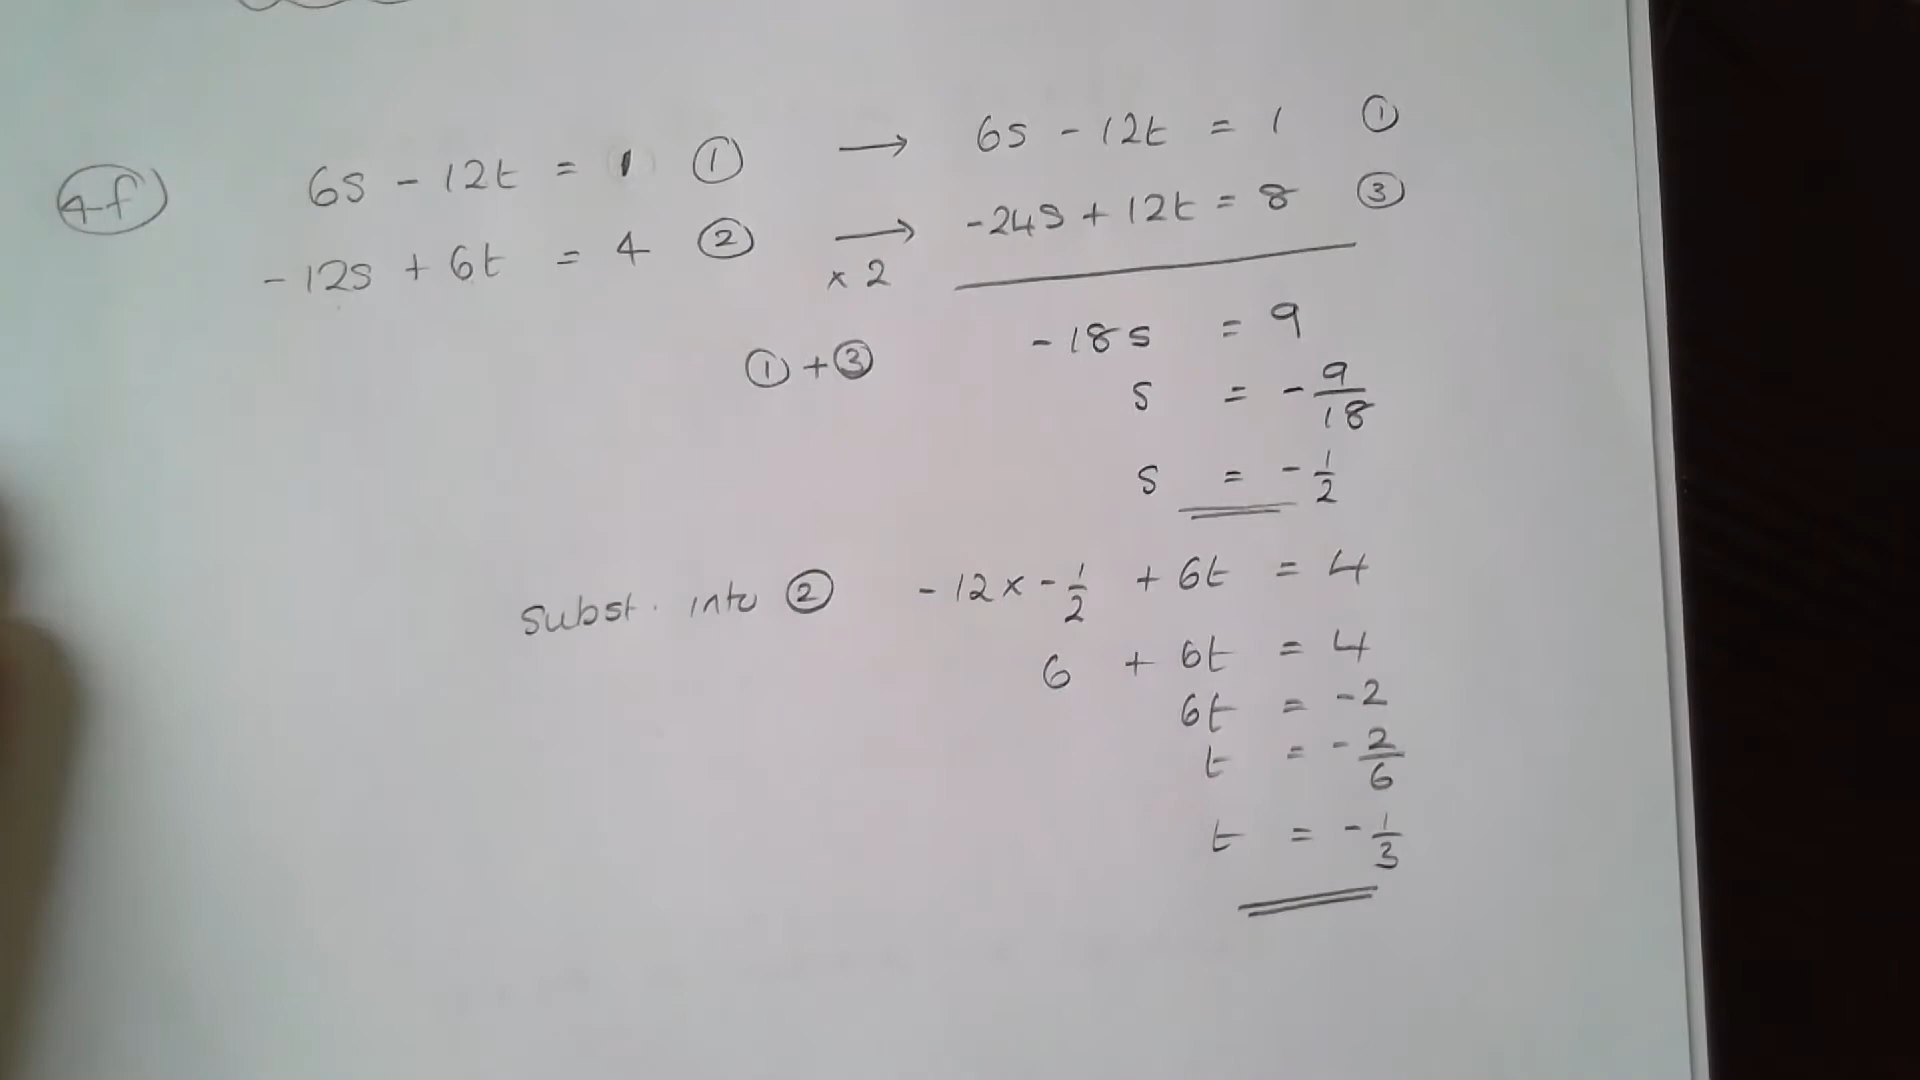 4f) 6s - 12t = 1 ① → 6s - 12t = 1 ①
-12s + 6t = 4 ② → x 2 -24s + 12t = 8 ③
① + ③ -18s = 9
s = -9/18
s = -1/2
subst. into ② -12 x -1/2 + 6t = 4
6 + 6t = 4
6t = -2
t = -2/6
t = -1/3